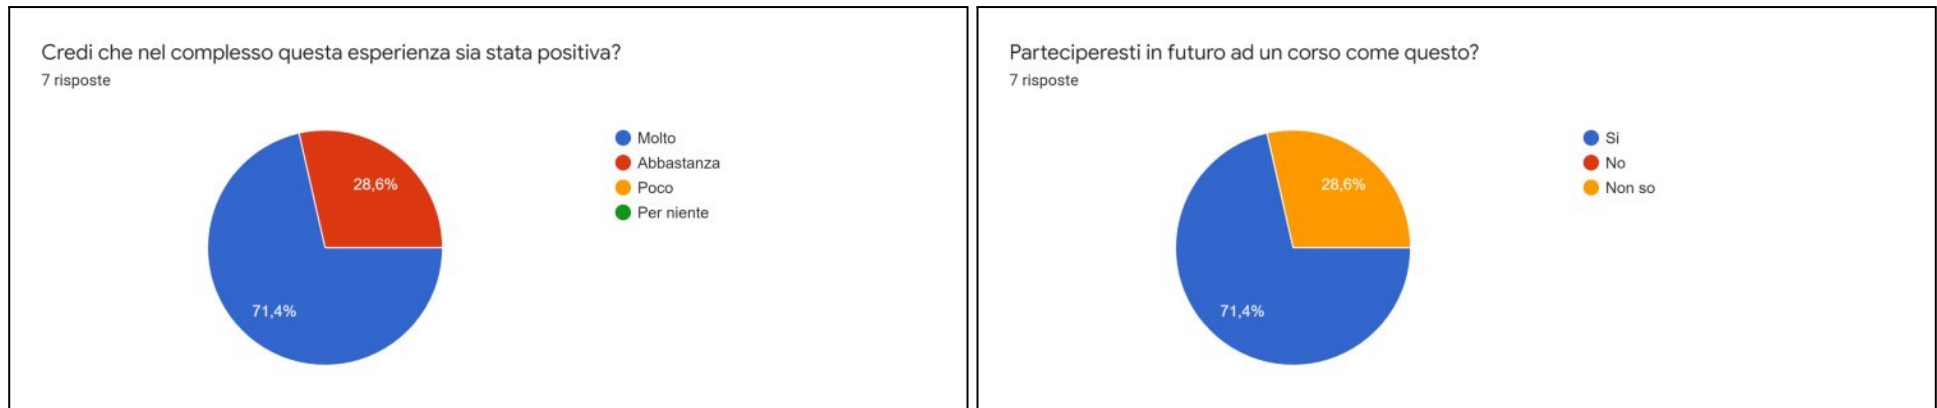 Credi che nel complesso questa esperienza sia stata positiva?
7 risposte
28,6%
71,4%
Molto
Abbastanza
Poco
Per niente
Parteciperesti in futuro ad un corso come questo?
7 risposte
28,6%
71,4%
Si
No
Non so